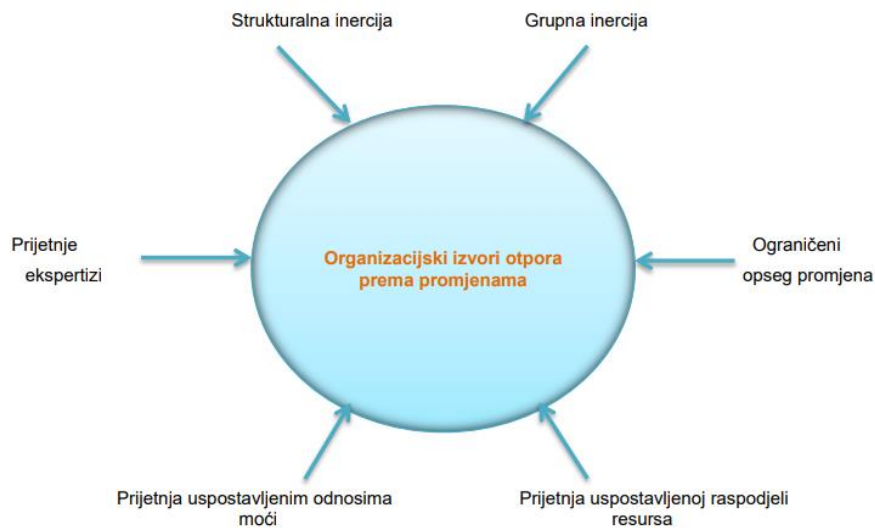 Strukturalna inercija
Grupna inercija
Prijetnje
ekspertizi
Organizacijski izvori otpora
prema promjenama
Ograničeni
opseg promjena
Prijetnja uspostavljenim odnosima
moći
Prijetnja uspostavljenoj raspodjeli
resursa